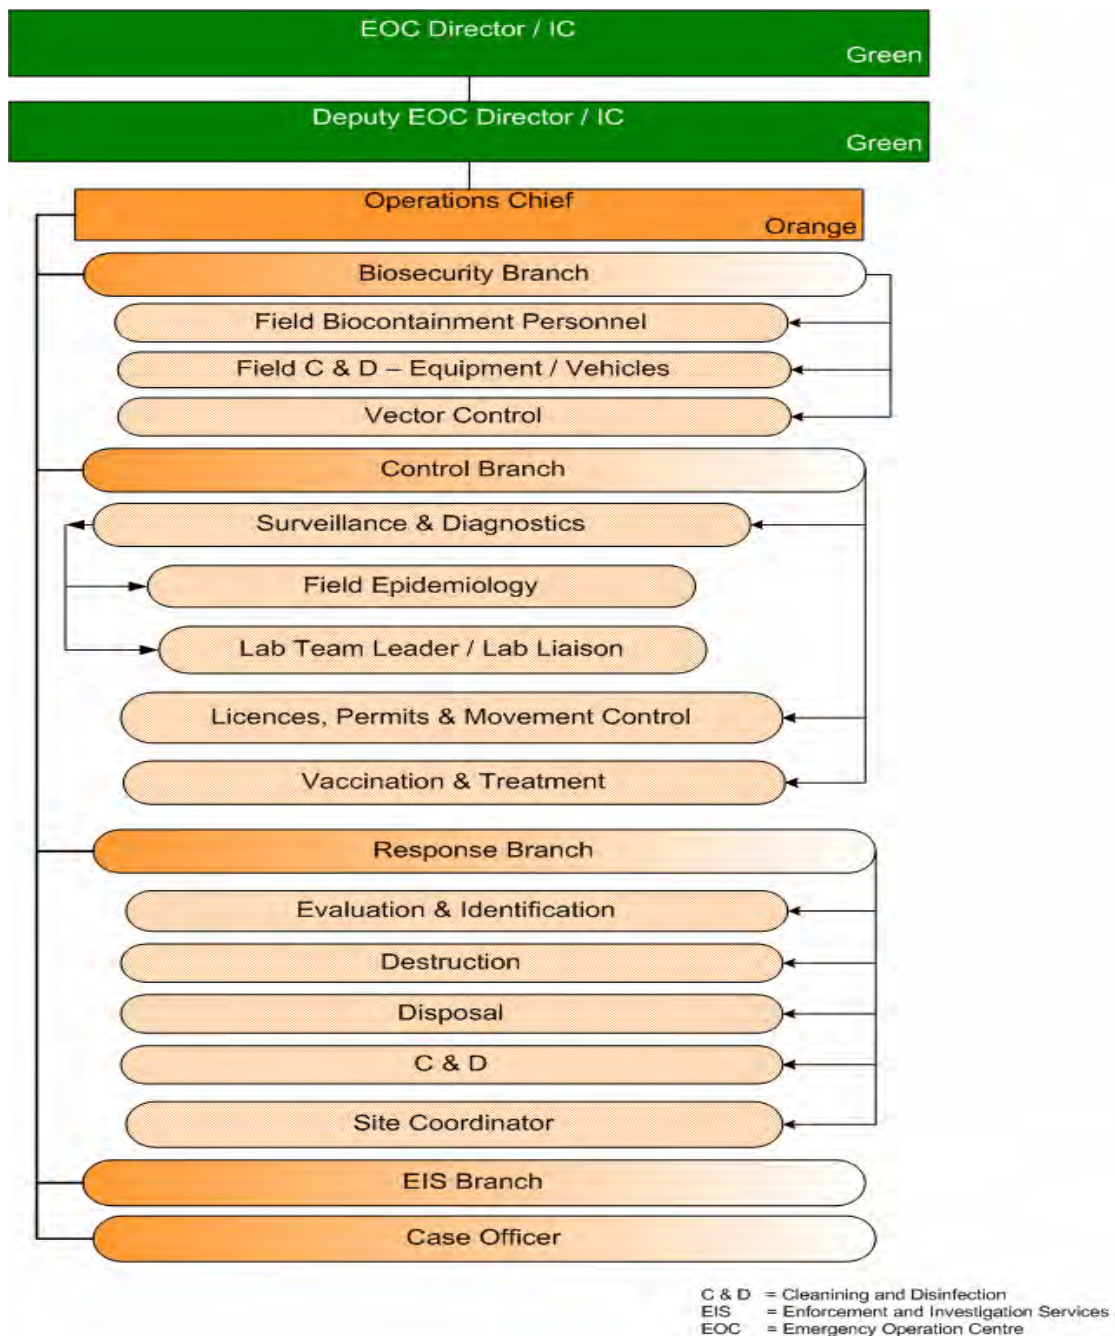 EOC Director / IC
Green
Deputy EOC Director / IC
Green
Operations Chief
Orange
Biosecurity Branch
Field Biocontainment Personnel
Field C & D – Equipment / Vehicles
Vector Control
Control Branch
Surveillance & Diagnostics
Field Epidemiology
Lab Team Leader / Lab Liaison
Licences, Permits & Movement Control
Vaccination & Treatment
Response Branch
Evaluation & Identification
Destruction
Disposal
C & D
Site Coordinator
EIS Branch
Case Officer
C & D = Cleanining and Disinfection
EIS = Enforcement and Investigation Services
EOC = Emergency Operation Centre